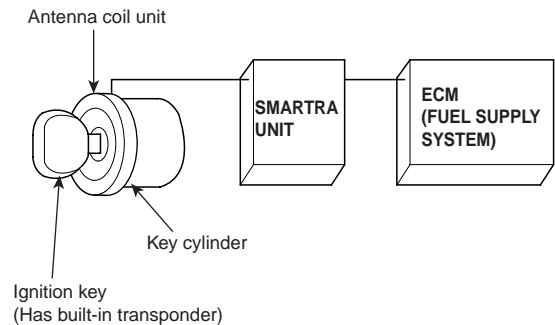 Antenna coil unit
SMARTRA
UNIT
ECM
(FUEL SUPPLY
SYSTEM)
Key cylinder
Ignition key
(Has built-in transponder)